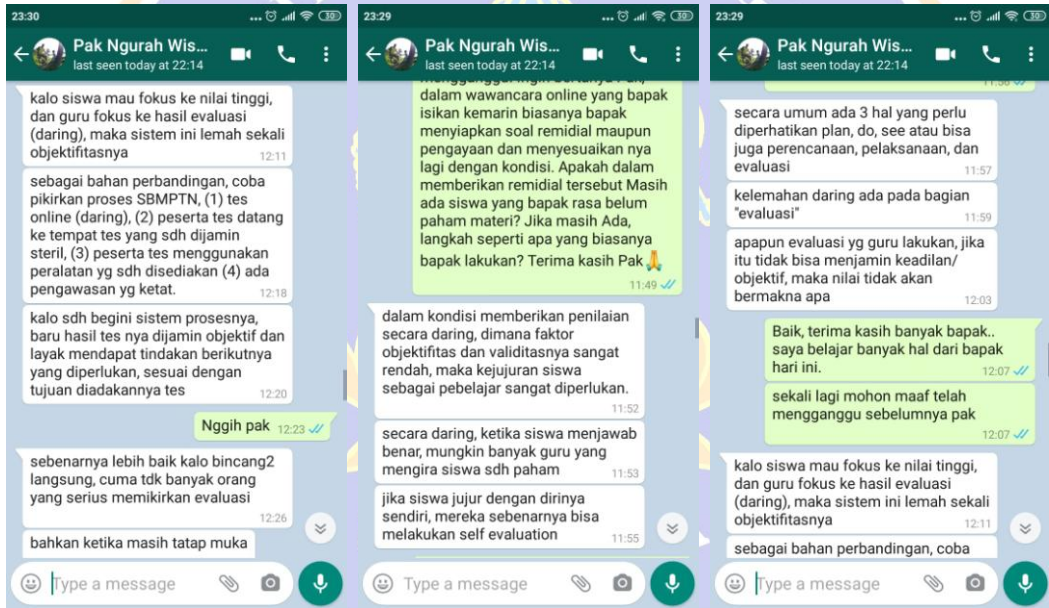 23:30
30
Pak Ngurah Wis...
last seen today at 22:14
kalo siswa mau fokus ke nilai tinggi,
dan guru fokus ke hasil evaluasi
(daring), maka sistem ini lemah sekali
objektifitasnya
12:11
sebagai bahan perbandingan, coba
pikirkan proses SBMPTN, (1) tes
online (daring), (2) peserta tes datang
ke tempat tes yang sdh dijamin
steril, (3) peserta tes menggunakan
peralatan yg sdh disediakan (4) ada
pengawasan yg ketat.
12:18
kalo sdh begini sistem prosesnya,
baru hasil tes nya dijamin objektif dan
layak mendapat tindakan berikutnya
yang diperlukan, sesuai dengan
tujuan diadakannya tes
12:20
Nggih pak
12:23
sebenarnya lebih baik kalo bincang2
langsung, cuma tdk banyak orang
yang serius memikirkan evaluasi
12:26
bahkan ketika masih tatap muka
Type a message
23:29
30
Pak Ngurah Wis...
last seen today at 22:14
mengganggu ingin bertanya Pak,
dalam wawancara online yang bapak
isikan kemarin biasanya bapak
menyiapkan soal remidial maupun
pengayaan dan menyesuaikan nya
lagi dengan kondisi. Apakah dalam
memberikan remidial tersebut Masih
ada siswa yang bapak rasa belum
paham materi? Jika masih Ada,
langkah seperti apa yang biasanya
bapak lakukan? Terima kasih Pak🙏
11:49
dalam kondisi memberikan penilaian
secara daring, dimana faktor
objektifitas dan validitasnya sangat
rendah, maka kejujuran siswa
sebagai pebelajar sangat diperlukan.
11:52
secara daring, ketika siswa menjawab
benar, mungkin banyak guru yang
mengira siswa sdh paham
11:53
jika siswa jujur dengan dirinya
sendiri, mereka sebenarnya bisa
melakukan self evaluation
11:55
Type a message
23:29
30
Pak Ngurah Wis...
last seen today at 22:14
11:56
secara umum ada 3 hal yang perlu
diperhatikan plan, do, see atau bisa
juga perencanaan, pelaksanaan, dan
evaluasi
11:57
kelemahan daring ada pada bagian
"evaluasi"
11:59
apapun evaluasi yg guru lakukan, jika
itu tidak bisa menjamin keadilan/
objektif, maka nilai tidak akan
bermakna apa
12:03
Baik, terima kasih banyak bapak..
saya belajar banyak hal dari bapak
hari ini.
12:07
sekali lagi mohon maaf telah
mengganggu sebelumnya pak
12:07
kalo siswa mau fokus ke nilai tinggi,
dan guru fokus ke hasil evaluasi
(daring), maka sistem ini lemah sekali
objektifitasnya
12:11
sebagai bahan perbandingan, coba
Type a message